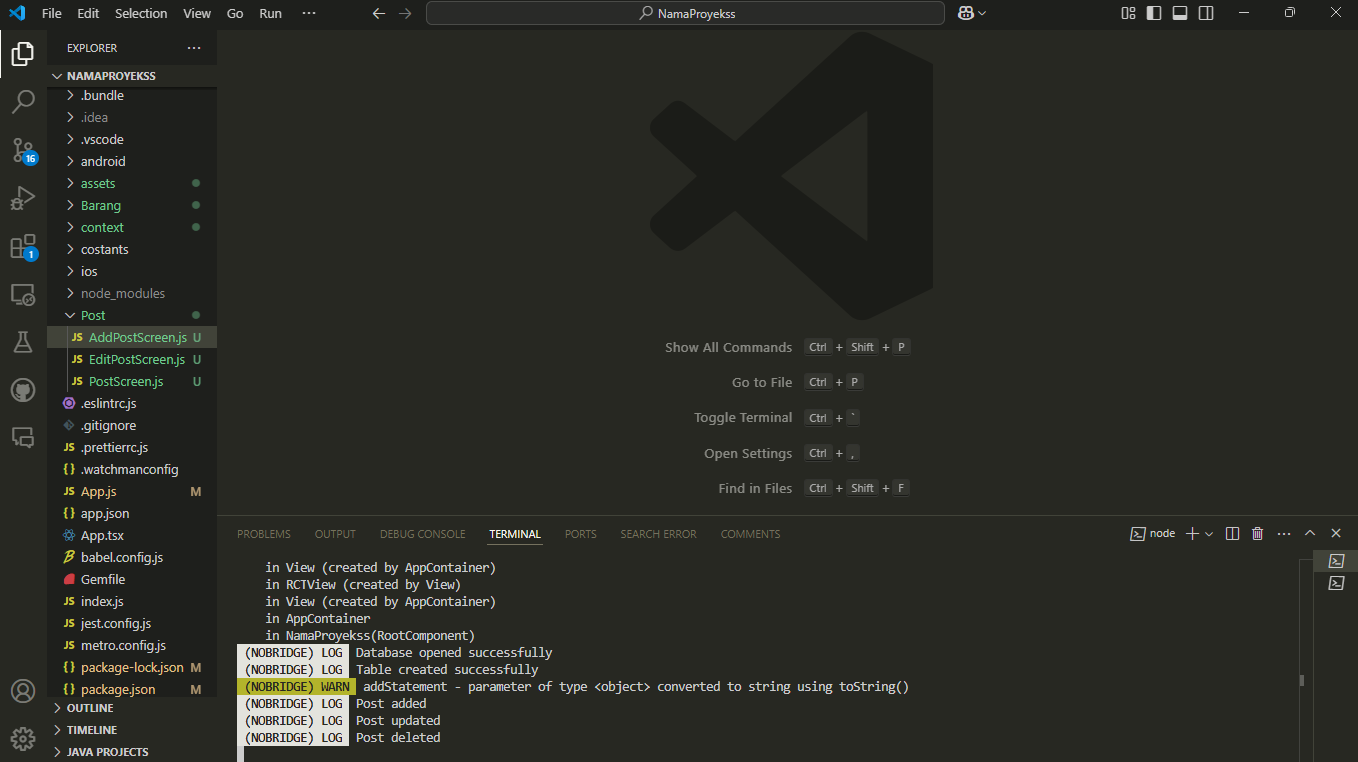 File Edit Selection View Go Run ··· NamaProyekss
EXPLORER ···
NAMAPROYEKSS
.bundle
.idea
.vscode
android
assets
Barang
context
costants
ios
node_modules
Post
JS AddPostScreen.js U
JS EditPostScreen.js U
JS PostScreen.js U
.eslintrc.js
.gitignore
JS .prettierrc.js
{} .watchmanconfig
JS App.js M
{} app.json
App.tsx
babel.config.js
Gemfile
JS index.js
JS jest.config.js
JS metro.config.js
{} package-lock.json M
{} package.json M
OUTLINE
TIMELINE
JAVA PROJECTS
16
1
Show All Commands Ctrl + Shift + P
Go to File Ctrl + P
Toggle Terminal Ctrl + `
Open Settings Ctrl + ,
Find in Files Ctrl + Shift + F
PROBLEMS OUTPUT DEBUG CONSOLE TERMINAL PORTS SEARCH ERROR COMMENTS node ···
in View (created by AppContainer)
in RCTView (created by View)
in View (created by AppContainer)
in AppContainer
in NamaProyekss(RootComponent)
(NOBRIDGE) LOG Database opened successfully
(NOBRIDGE) LOG Table created successfully
(NOBRIDGE) WARN addStatement - parameter of type <object> converted to string using toString()
(NOBRIDGE) LOG Post added
(NOBRIDGE) LOG Post updated
(NOBRIDGE) LOG Post deleted